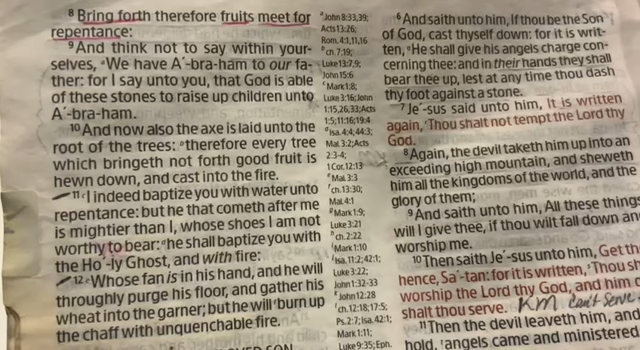 8 Bring forth therefore fruits meet for
repentance:
9 And think not to say within your-
selves, We have A´-bra-ham to our fa-
ther: for I say unto you, that God is able
of these stones to raise up children unto
A´-bra-ham.
10 And now also the axe is laid unto the
root of the trees: therefore every tree
which bringeth not forth good fruit is
hewn down, and cast into the fire.
11 I indeed baptize you with water unto
repentance: but he that cometh after me
is mightier than I, whose shoes I am not
worthy to bear: he shall baptize you with
the Ho´-ly Ghost, and with fire:
12 Whose fan is in his hand, and he will
throughly purge his floor, and gather his
wheat into the garner; but he will burn up
the chaff with unquenchable fire.
John 8:33,39;
Acts 13:26;
Rom. 4:1,11,16
ch. 7:19;
Luke 13:7,9;
John 15:6
Mark 1:8;
Luke 3:16; John
1:15,26,33; Acts
1:5; 11:16; 19:4
Isa. 4:4; 44:3;
Mal. 3:2; Acts
2:3-4;
1 Cor. 12:13
Mal. 3:3
ch. 13:30;
Mal. 4:1
Mark 1:9;
Luke 3:21
ch. 2:22
Mark 1:10
Isa. 11:2; 42:1;
Luke 3:22;
John 1:32-33
John 12:28
ch. 12:18; 17:5;
Ps. 2:7; Isa. 42:1;
Mark 1:11;
Luke 9:35; Eph.
6 And saith unto him, If thou be the Son
of God, cast thyself down: for it is writ-
ten, He shall give his angels charge con-
cerning thee: and in their hands they shall
bear thee up, lest at any time thou dash
thy foot against a stone.
7 Je´-sus said unto him, It is written
again, Thou shalt not tempt the Lord thy
God.
8 Again, the devil taketh him up into an
exceeding high mountain, and sheweth
him all the kingdoms of the world, and the
glory of them;
9 And saith unto him, All these things
will I give thee, if thou wilt fall down an
worship me.
10 Then saith Je´-sus unto him, Get th
hence, Sa´-tan: for it is written, Thou sh
worship the Lord thy God, and him o
shalt thou serve. KM can't serve
11 Then the devil leaveth him, and
hold, angels came and ministered